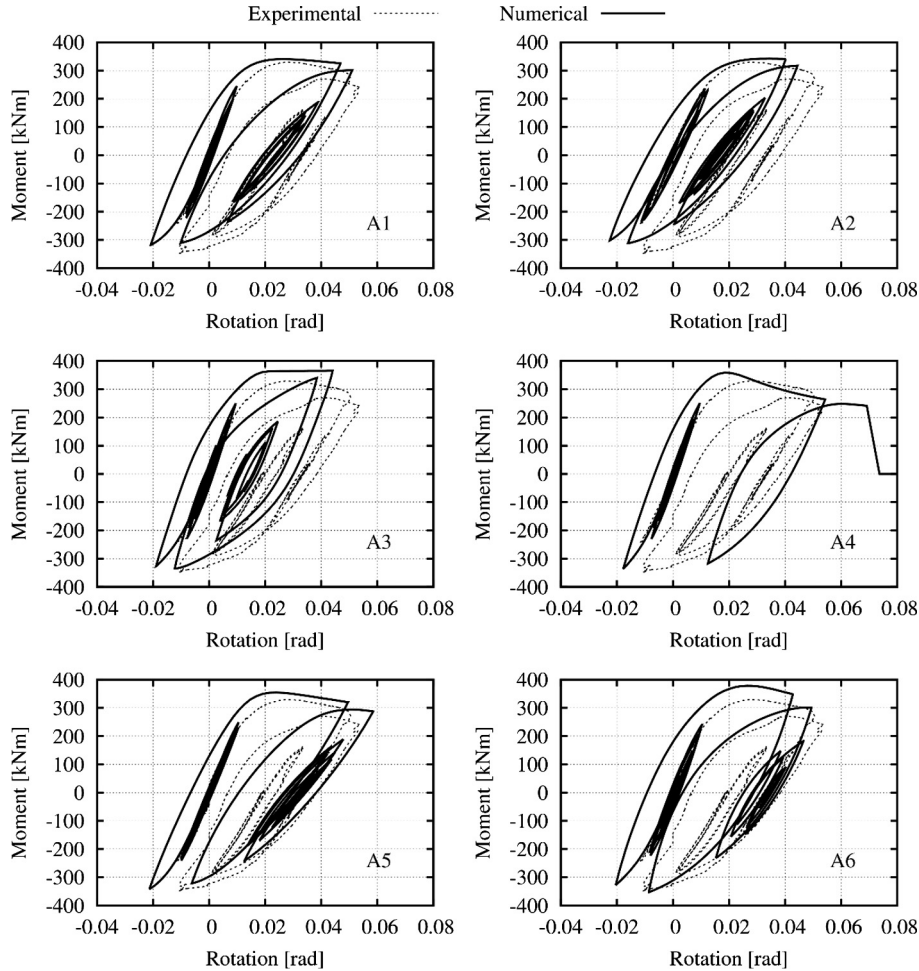 Experimental Numerical
400 400
300 300
200 200
100 100
0 0
-100 -100
-200 -200
-300 -300
-400 -400
Moment [kNm] Moment [kNm]
A1 A2
-0.04 -0.02 0 0.02 0.04 0.06 0.08 -0.04 -0.02 0 0.02 0.04 0.06 0.08
Rotation [rad] Rotation [rad]
400 400
300 300
200 200
100 100
0 0
-100 -100
-200 -200
-300 -300
-400 -400
Moment [kNm] Moment [kNm]
A3 A4
-0.04 -0.02 0 0.02 0.04 0.06 0.08 -0.04 -0.02 0 0.02 0.04 0.06 0.08
Rotation [rad] Rotation [rad]
400 400
300 300
200 200
100 100
0 0
-100 -100
-200 -200
-300 -300
-400 -400
Moment [kNm] Moment [kNm]
A5 A6
-0.04 -0.02 0 0.02 0.04 0.06 0.08 -0.04 -0.02 0 0.02 0.04 0.06 0.08
Rotation [rad] Rotation [rad]